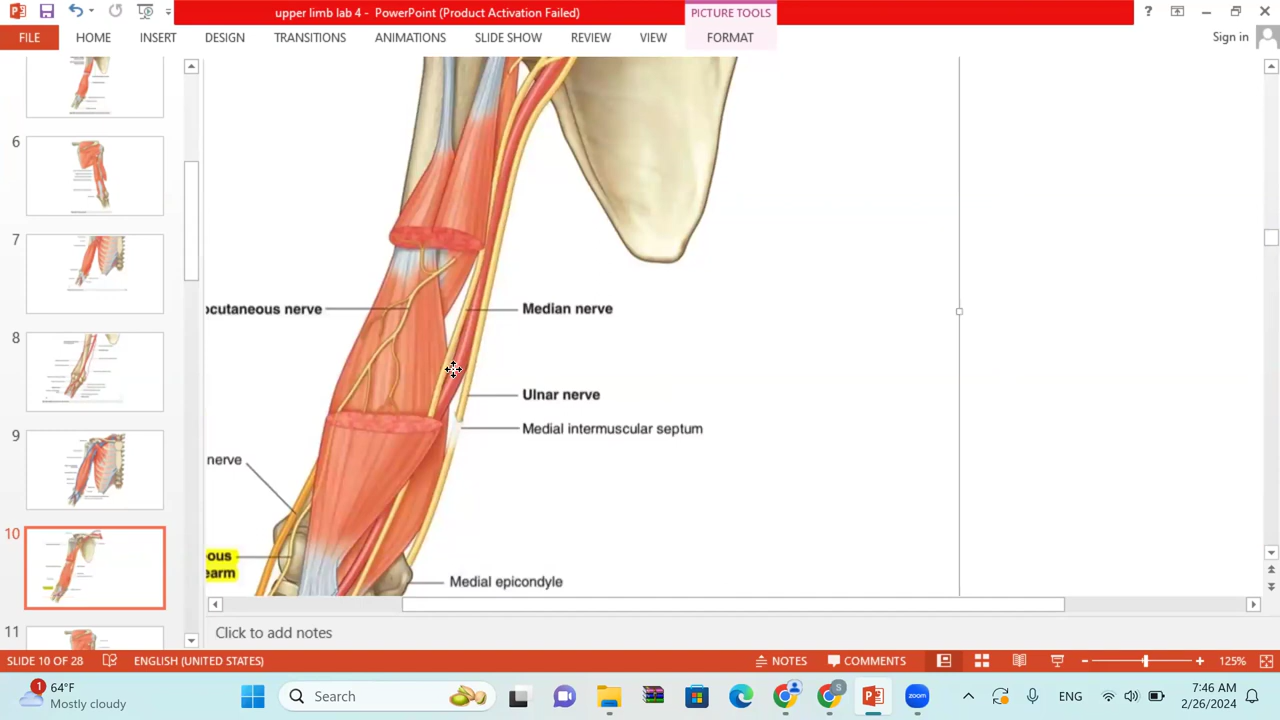 upper limb lab 4 - PowerPoint (Product Activation Failed)
PICTURE TOOLS
?
FILE
HOME
INSERT
DESIGN
TRANSITIONS
ANIMATIONS
SLIDE SHOW
REVIEW
VIEW
FORMAT
Sign in
6
7
8
9
10
11
ocutaneous nerve
Median nerve
Ulnar nerve
Medial intermuscular septum
nerve
ous
earm
Medial epicondyle
Click to add notes
SLIDE 10 OF 28
ENGLISH (UNITED STATES)
NOTES
COMMENTS
125%
1
64°F
Mostly cloudy
Search
S
zoom
ENG
7:46 AM
2/26/2024